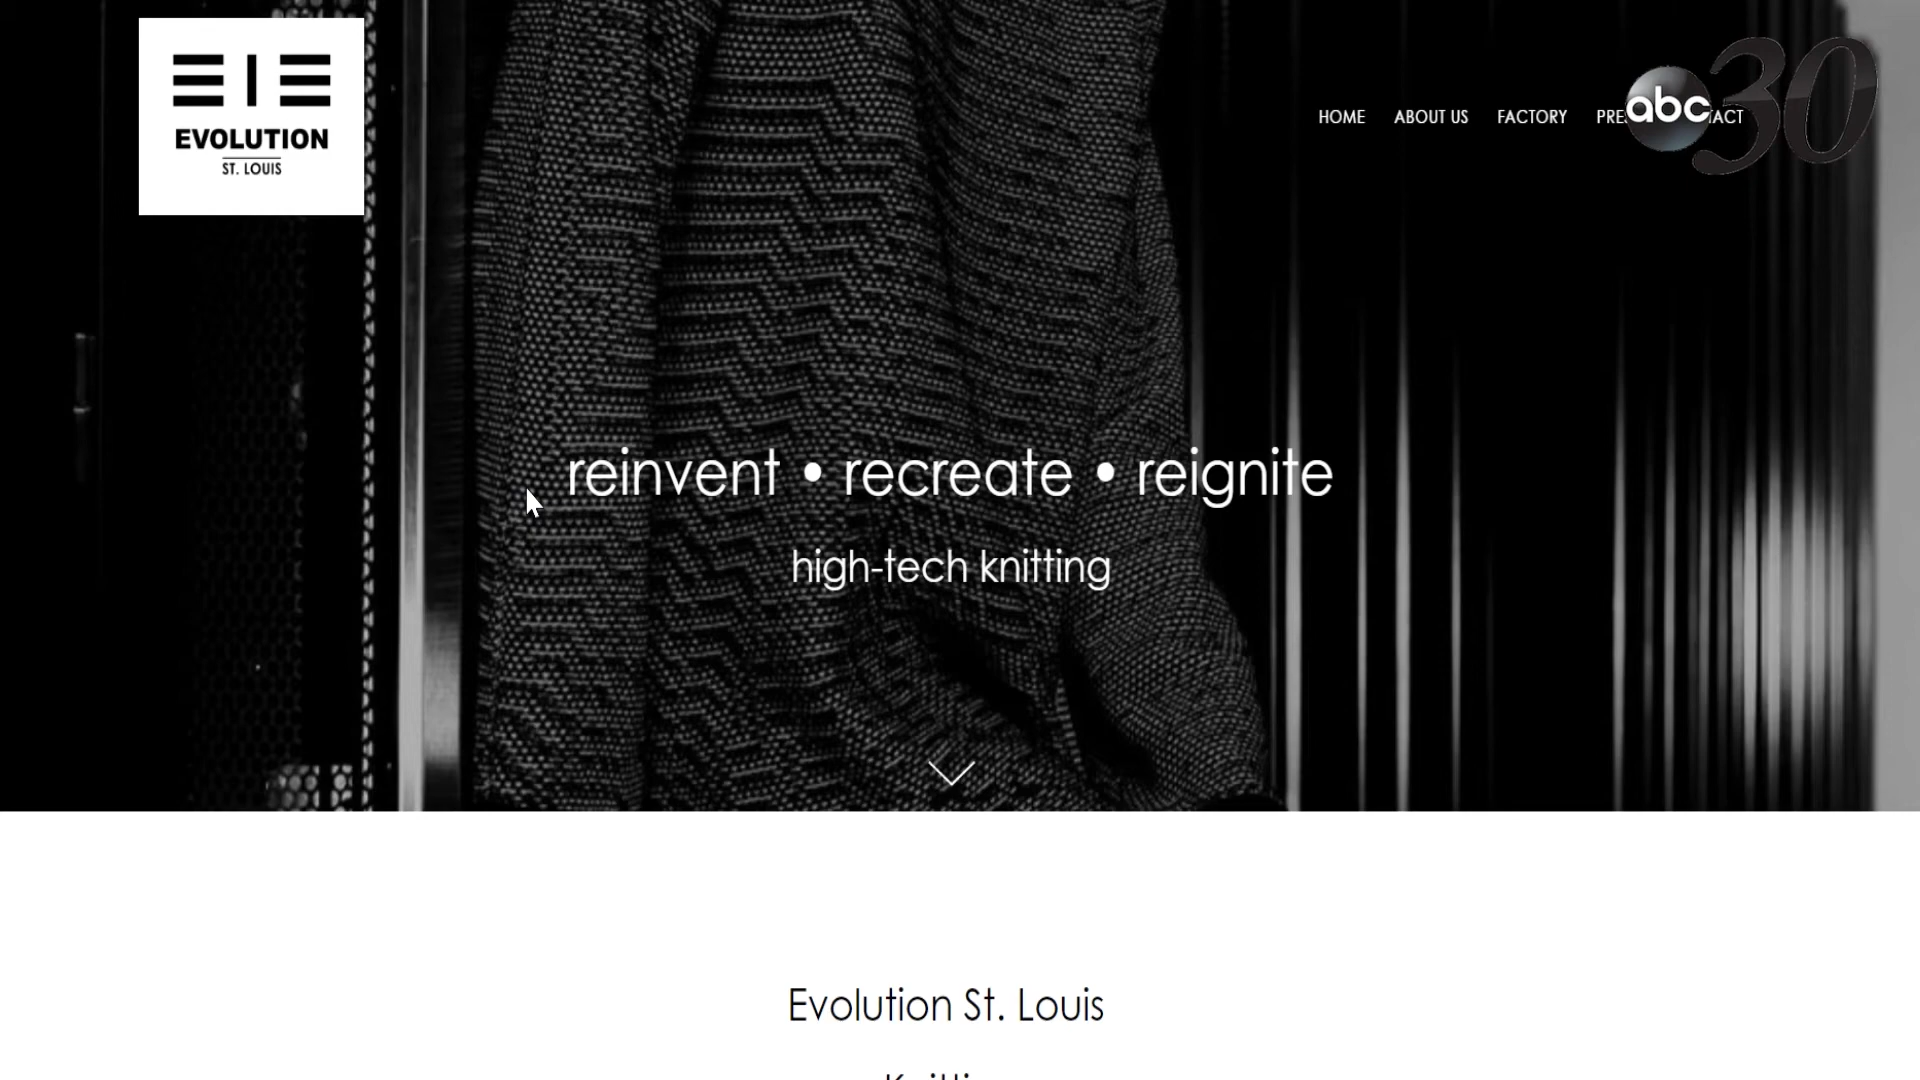 EVOLUTION
ST. LOUIS
HOME ABOUT US FACTORY
abc 30
reinvent • recreate • reignite
high-tech knitting
Evolution St. Louis